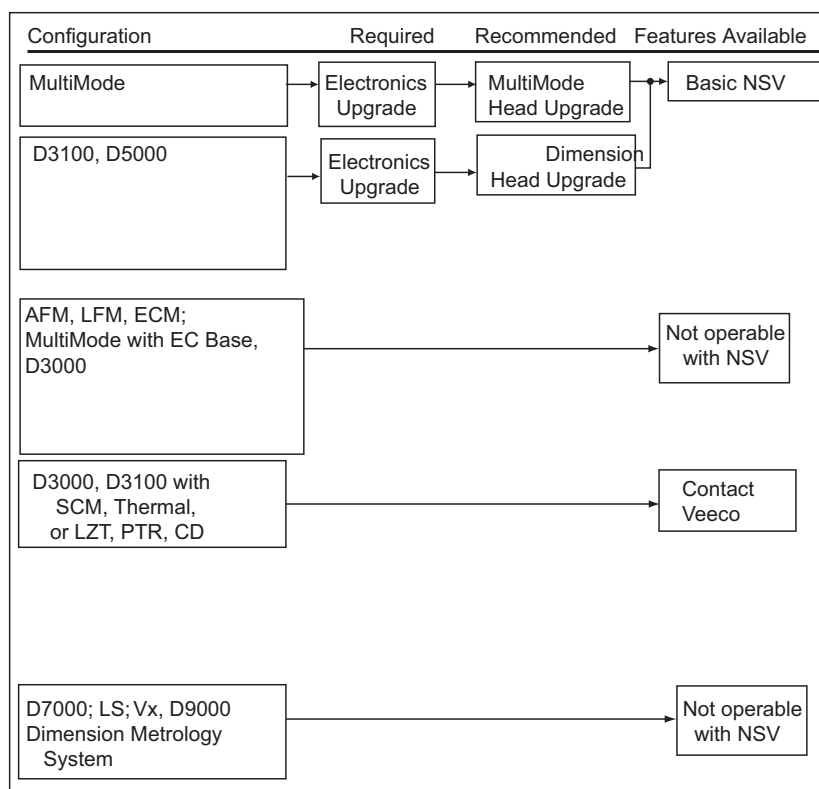 Configuration Required Recommended Features Available
MultiMode
Electronics
Upgrade
MultiMode
Head Upgrade
Basic NSV
D3100, D5000
Electronics
Upgrade
Dimension
Head Upgrade
AFM, LFM, ECM;
MultiMode with EC Base,
D3000
Not operable
with NSV
D3000, D3100 with
SCM, Thermal,
or LZT, PTR, CD
Contact
Veeco
D7000; LS; Vx, D9000
Dimension Metrology
System
Not operable
with NSV